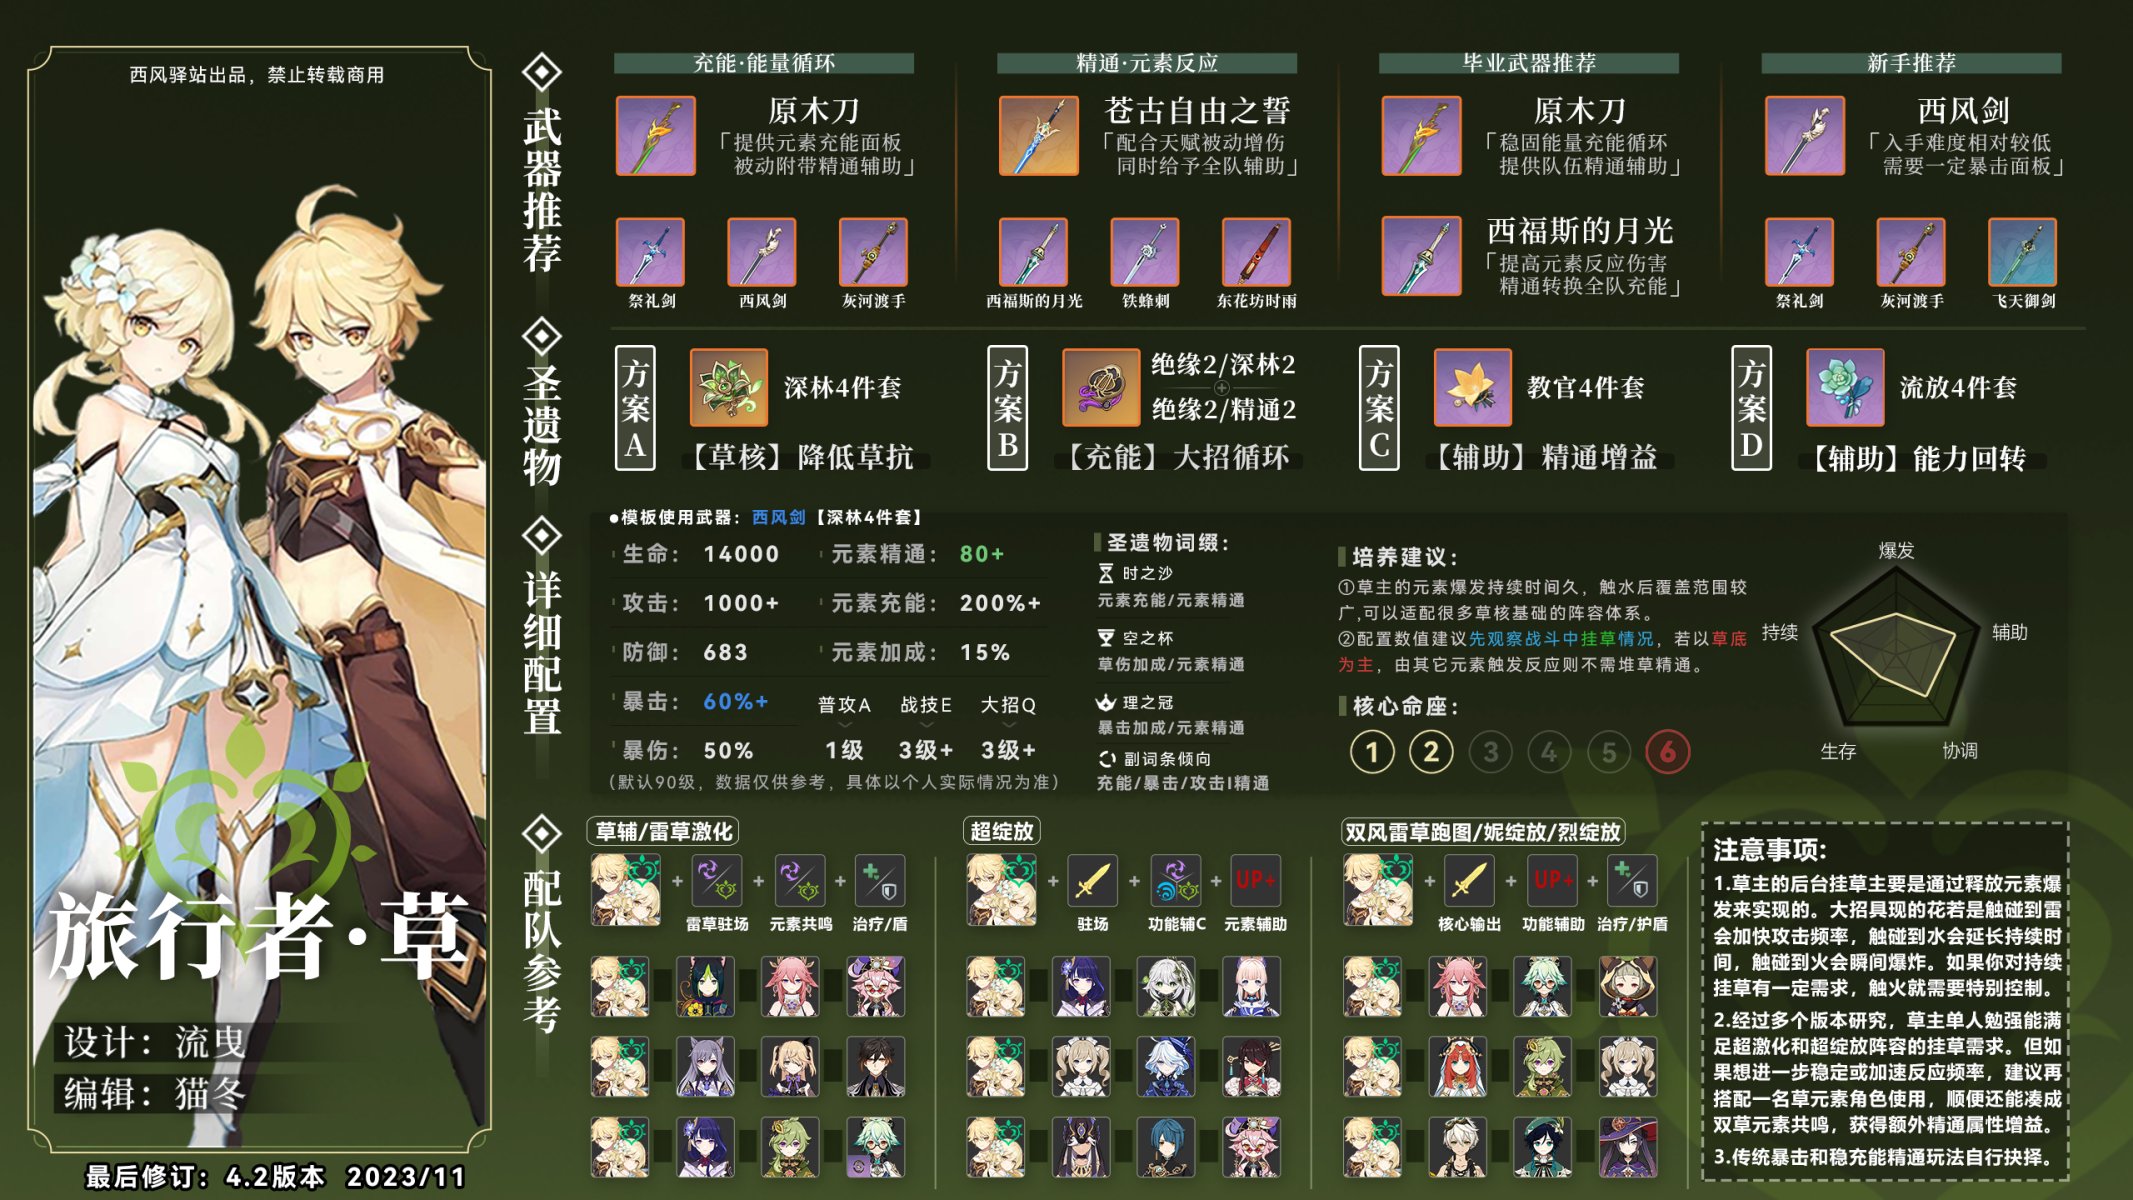 西风驿站出品，禁止转载商用
旅行者·草
设计：流曳
编辑：猫冬
最后修订：4.2版本 2023/11
武器推荐
充能·能量循环
原木刀
「提供元素充能面板
被动附带精通辅助」
祭礼剑
西风剑
灰河渡手
精通·元素反应
苍古自由之誓
「配合天赋被动增伤
同时给予全队辅助」
西福斯的月光
铁蜂刺
东花坊时雨
毕业武器推荐
原木刀
「稳固能量充能循环
提供队伍精通辅助」
西福斯的月光
「提高元素反应伤害
精通转换全队充能」
新手推荐
西风剑
「入手难度相对较低
需要一定暴击面板」
祭礼剑
灰河渡手
飞天御剑
圣遗物
方案A
深林4件套
【草核】降低草抗
方案B
绝缘2/深林2
绝缘2/精通2
【充能】大招循环
方案C
教官4件套
【辅助】精通增益
方案D
流放4件套
【辅助】能力回转
详细配置
●模板使用武器：西风剑【深林4件套】
生命：14000 元素精通：80+
攻击：1000+ 元素充能：200%+
防御：683 元素加成：15%
暴击：60%+ 普攻A 战技E 大招Q
暴伤：50% 1级 3级+ 3级+
（默认90级，数据仅供参考，具体以个人实际情况为准）
圣遗物词缀：
时之沙
元素充能/元素精通
空之杯
草伤加成/元素精通
理之冠
暴击加成/元素精通
副词条倾向
充能/暴击/攻击I精通
培养建议：
①草主的元素爆发持续时间久，触水后覆盖范围较
广,可以适配很多草核基础的阵容体系。
②配置数值建议先观察战斗中挂草情况，若以草底
为主，由其它元素触发反应则不需堆草精通。
核心命座：
1 2 3 4 5 6
爆发
持续
辅助
生存
协调
配队参考
草辅/雷草激化
雷草驻场
元素共鸣
治疗/盾
超绽放
UP+
驻场
功能辅C
元素辅助
双风雷草跑图/妮绽放/烈绽放
UP+
核心输出
功能辅助
治疗/护盾
注意事项:
1.草主的后台挂草主要是通过释放元素爆
发来实现的。大招具现的花若是触碰到雷
会加快攻击频率，触碰到水会延长持续时
间，触碰到火会瞬间爆炸。如果你对持续
挂草有一定需求，触火就需要特别控制。
2.经过多个版本研究，草主单人勉强能满
足超激化和超绽放阵容的挂草需求。但如
果想进一步稳定或加速反应频率，建议再
搭配一名草元素角色使用，顺便还能凑成
双草元素共鸣，获得额外精通属性增益。
3.传统暴击和稳充能精通玩法自行抉择。